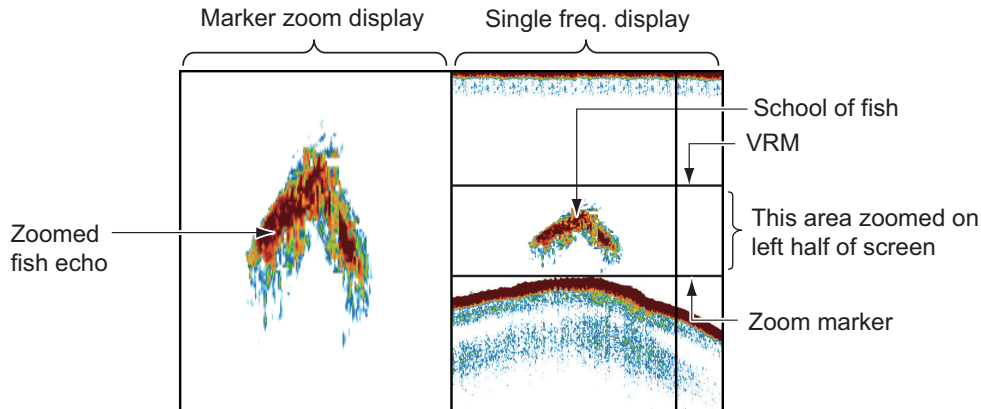 Marker zoom display
Single freq. display
School of fish
VRM
This area zoomed on
left half of screen
Zoomed
fish echo
Zoom marker